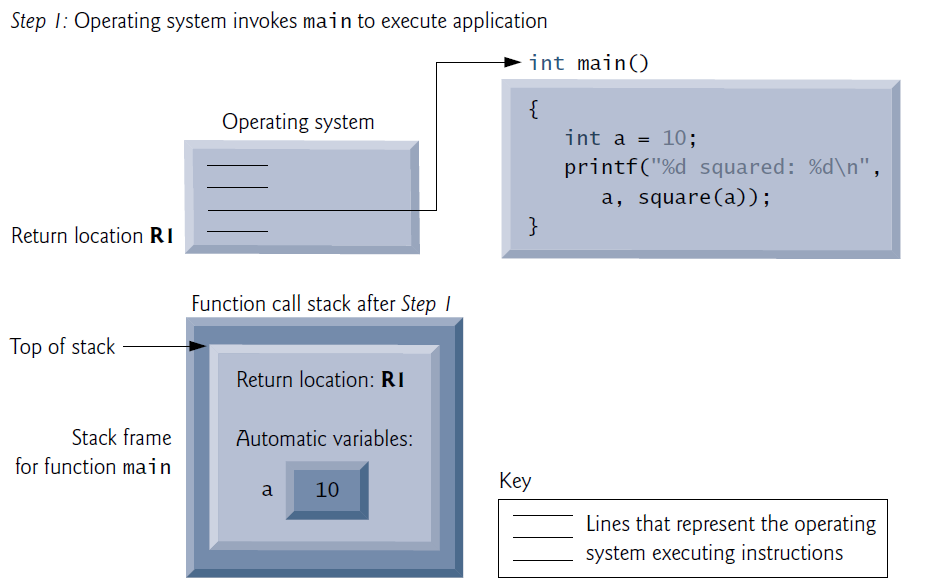 Step 1: Operating system invokes main to execute application
int main()
{
int a = 10;
printf("%d squared: %d\n",
a, square(a));
}
Operating system
Return location R1
Function call stack after Step 1
Top of stack
Return location: R1
Stack frame
for function main
Automatic variables:
a 10
Key
Lines that represent the operating
system executing instructions